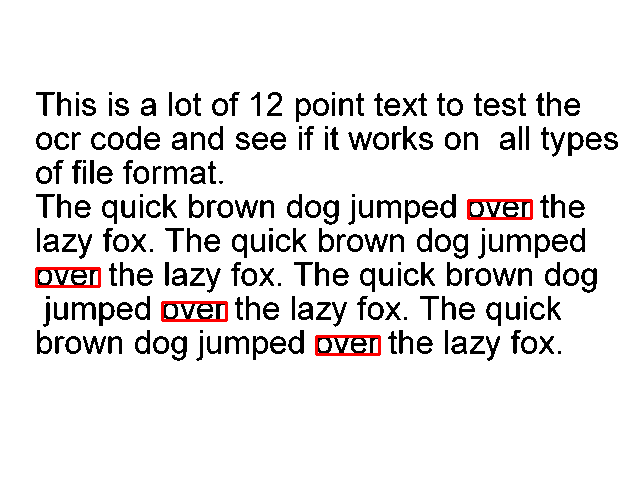 This is a lot of 12 point text to test the
ocr code and see if it works on  all types
of file format.
The quick brown dog jumped over the
lazy fox. The quick brown dog jumped
over the lazy fox. The quick brown dog
jumped over the lazy fox. The quick
brown dog jumped over the lazy fox.